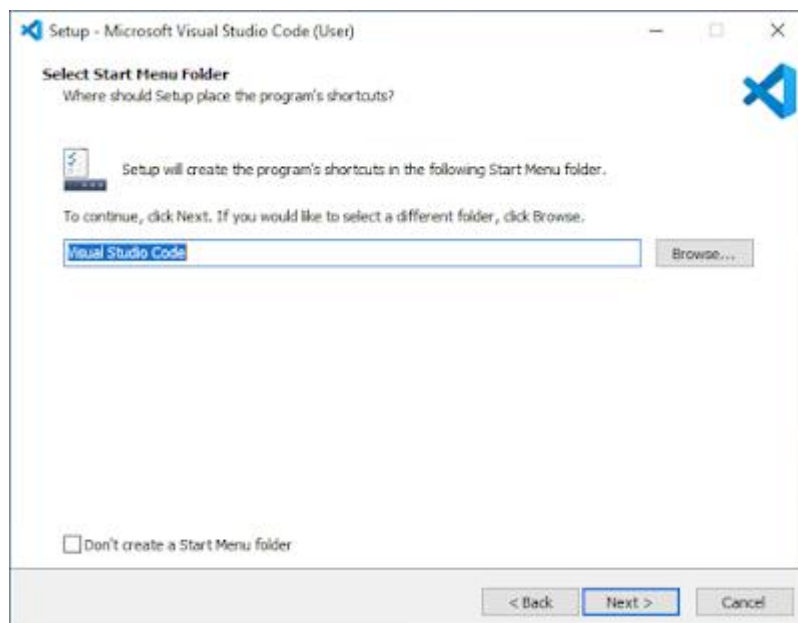 Setup - Microsoft Visual Studio Code (User)
Select Start Menu Folder
Where should Setup place the program's shortcuts?
Setup will create the program's shortcuts in the following Start Menu folder.
To continue, click Next. If you would like to select a different folder, click Browse.
Visual Studio Code
Browse...
Don't create a Start Menu folder
< Back
Next >
Cancel